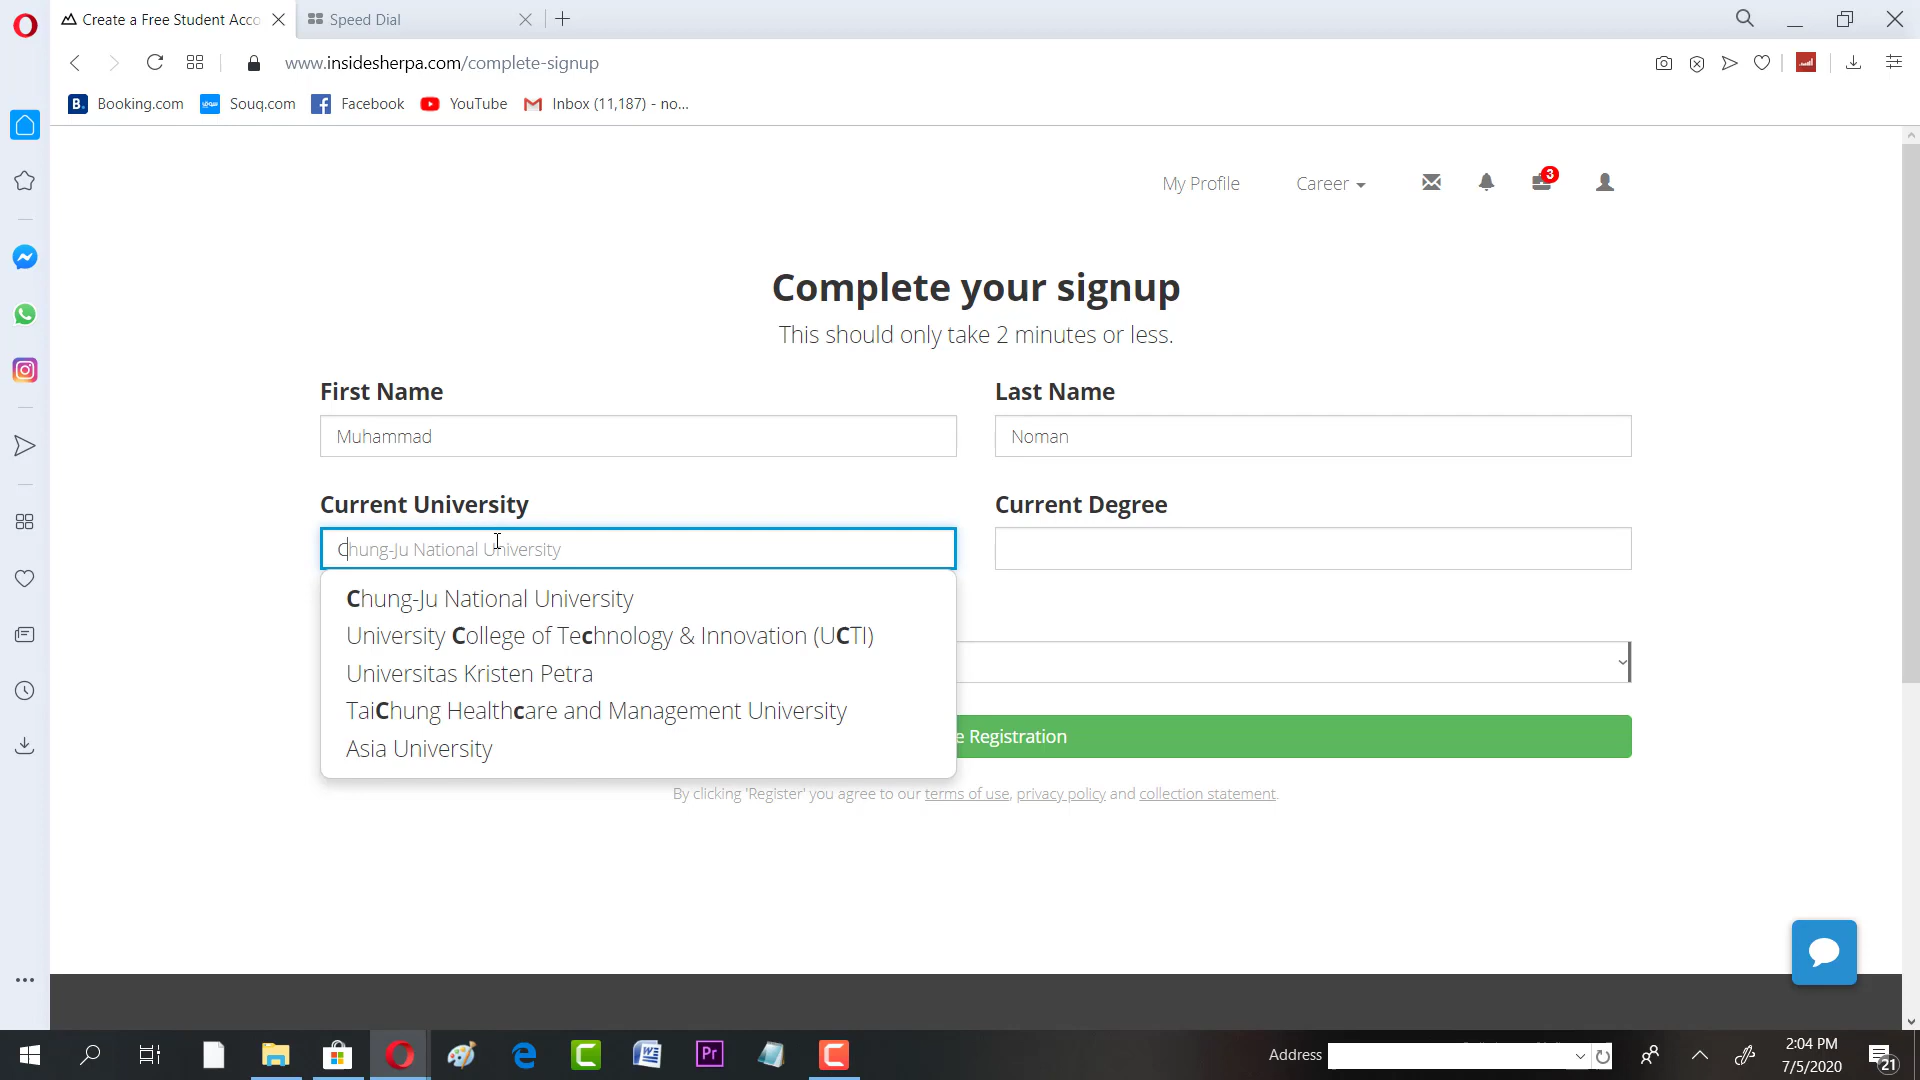 Create a Free Student Acco
Speed Dial
www.insidesherpa.com/complete-signup
B. Booking.com
Souq.com
Facebook
YouTube
Inbox (11,187) - no...
My Profile
Career
3
Complete your signup
This should only take 2 minutes or less.
First Name
Last Name
Muhammad
Noman
Current University
Current Degree
Chung-Ju National University
Chung-Ju National University
University College of Technology & Innovation (UCTI)
Universitas Kristen Petra
TaiChung Healthcare and Management University
Asia University
e Registration
By clicking 'Register' you agree to our terms of use, privacy policy and collection statement.
Address
2:04 PM
7/5/2020
21